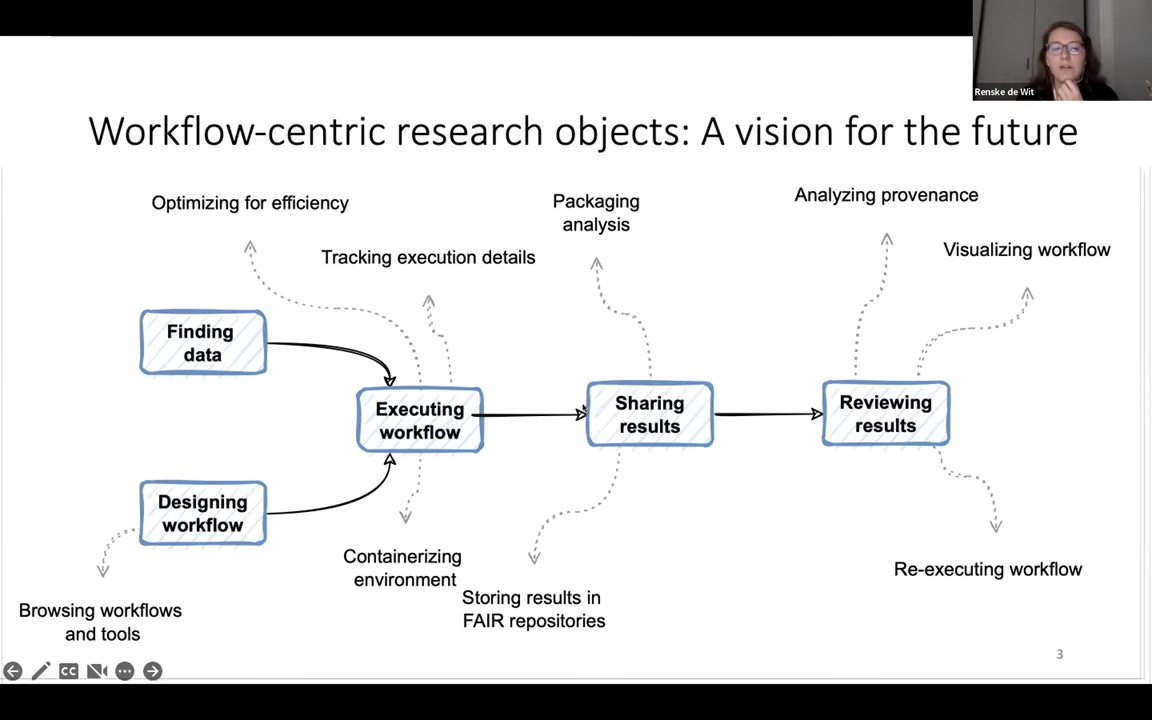 Renske de Wit
Workflow-centric research objects: A vision for the future
Optimizing for efficiency
Tracking execution details
Packaging
analysis
Analyzing provenance
Visualizing workflow
Finding
data
Executing
workflow
Sharing
results
Reviewing
results
Designing
workflow
Browsing workflows
and tools
Containerizing
environment
Storing results in
FAIR repositories
Re-executing workflow
3
CC